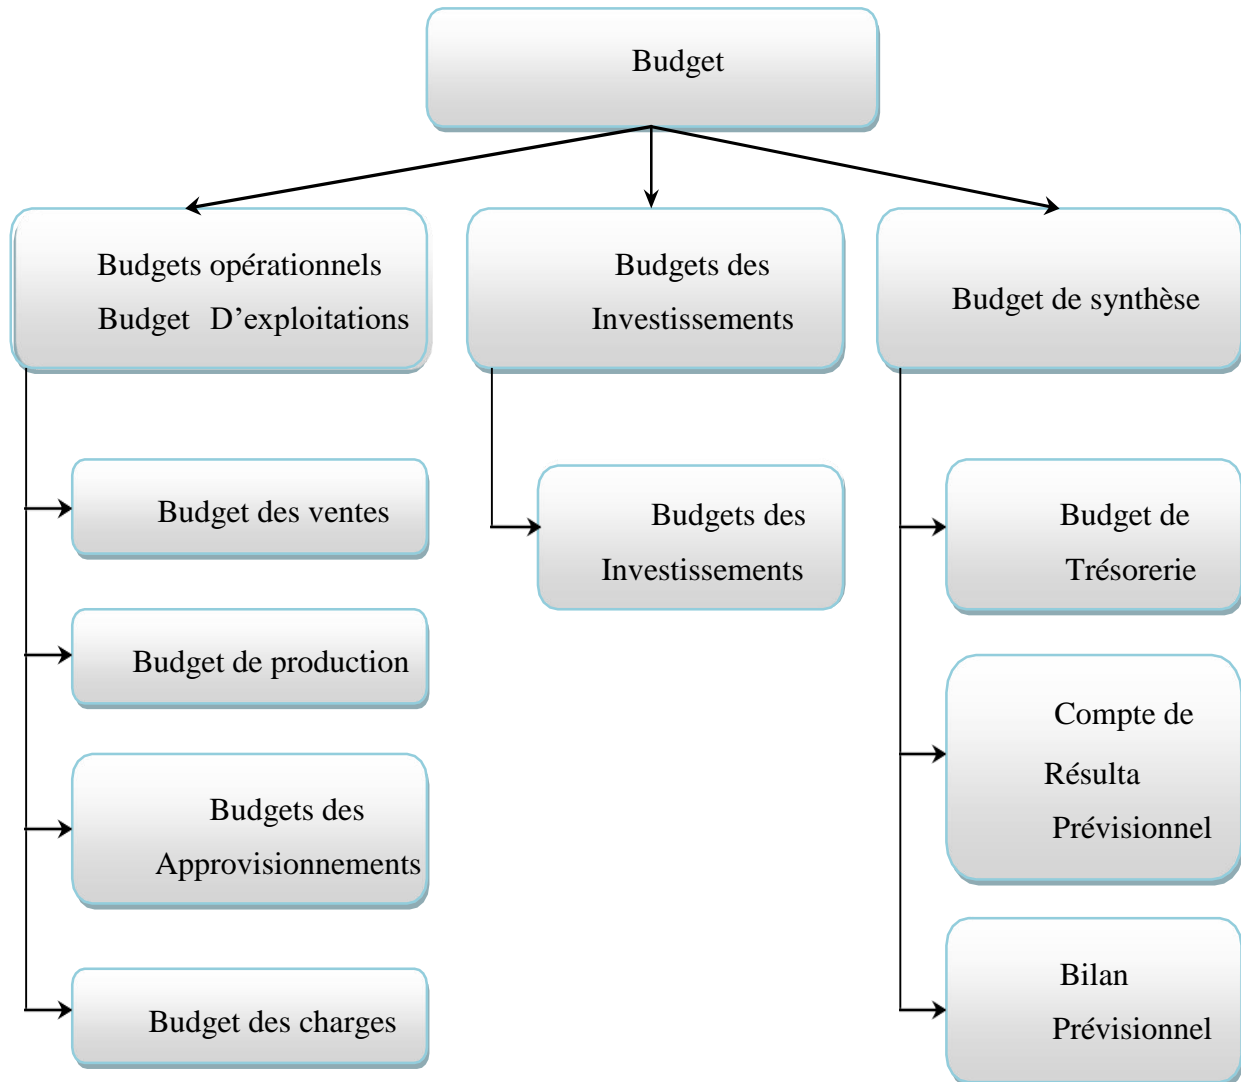 Budget
Budgets opérationnels
Budget D’exploitations
Budgets des
Investissements
Budget de synthèse
Budget des ventes
Budget de production
Budgets des
Approvisionnements
Budget des charges
Budgets des
Investissements
Budget de
Trésorerie
Compte de
Résulta
Prévisionnel
Bilan
Prévisionnel